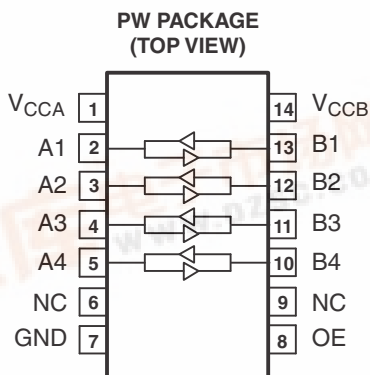 PW PACKAGE
(TOP VIEW)
VCCA 1 14 VCCB
A1 2 13 B1
A2 3 12 B2
A3 4 11 B3
A4 5 10 B4
NC 6 9 NC
GND 7 8 OE